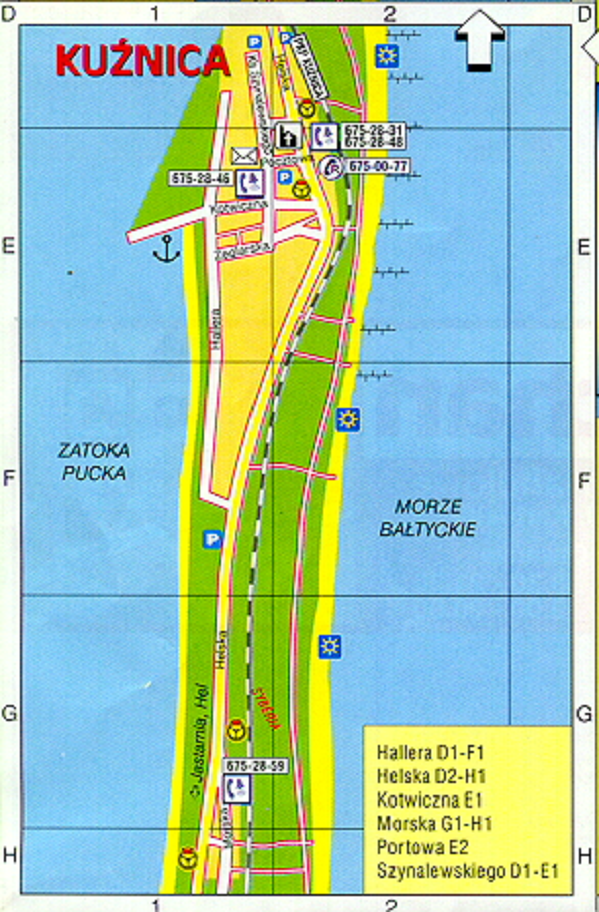 D 1 2 D
KUŹNICA
P P
PKP KUŹNICA
Helska
Ks. Szynalewskiego
675-28-31
675-28-48
Pocztowa
675-00-77
675-28-46
P
Kotwiczna
E E
Żeglarska
Hallera
ZATOKA
PUCKA
F F
MORZE
BAŁTYCKIE
P
Helska
SYBERIA
Jastarnia, Hel
G G
675-28-59
Morska
Hallera D1-F1
Helska D2-H1
Kotwiczna E1
Morska G1-H1
Portowa E2
Szynalewskiego D1-E1
H H
1 2